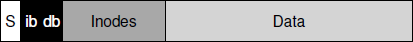 S ib db Inodes Data